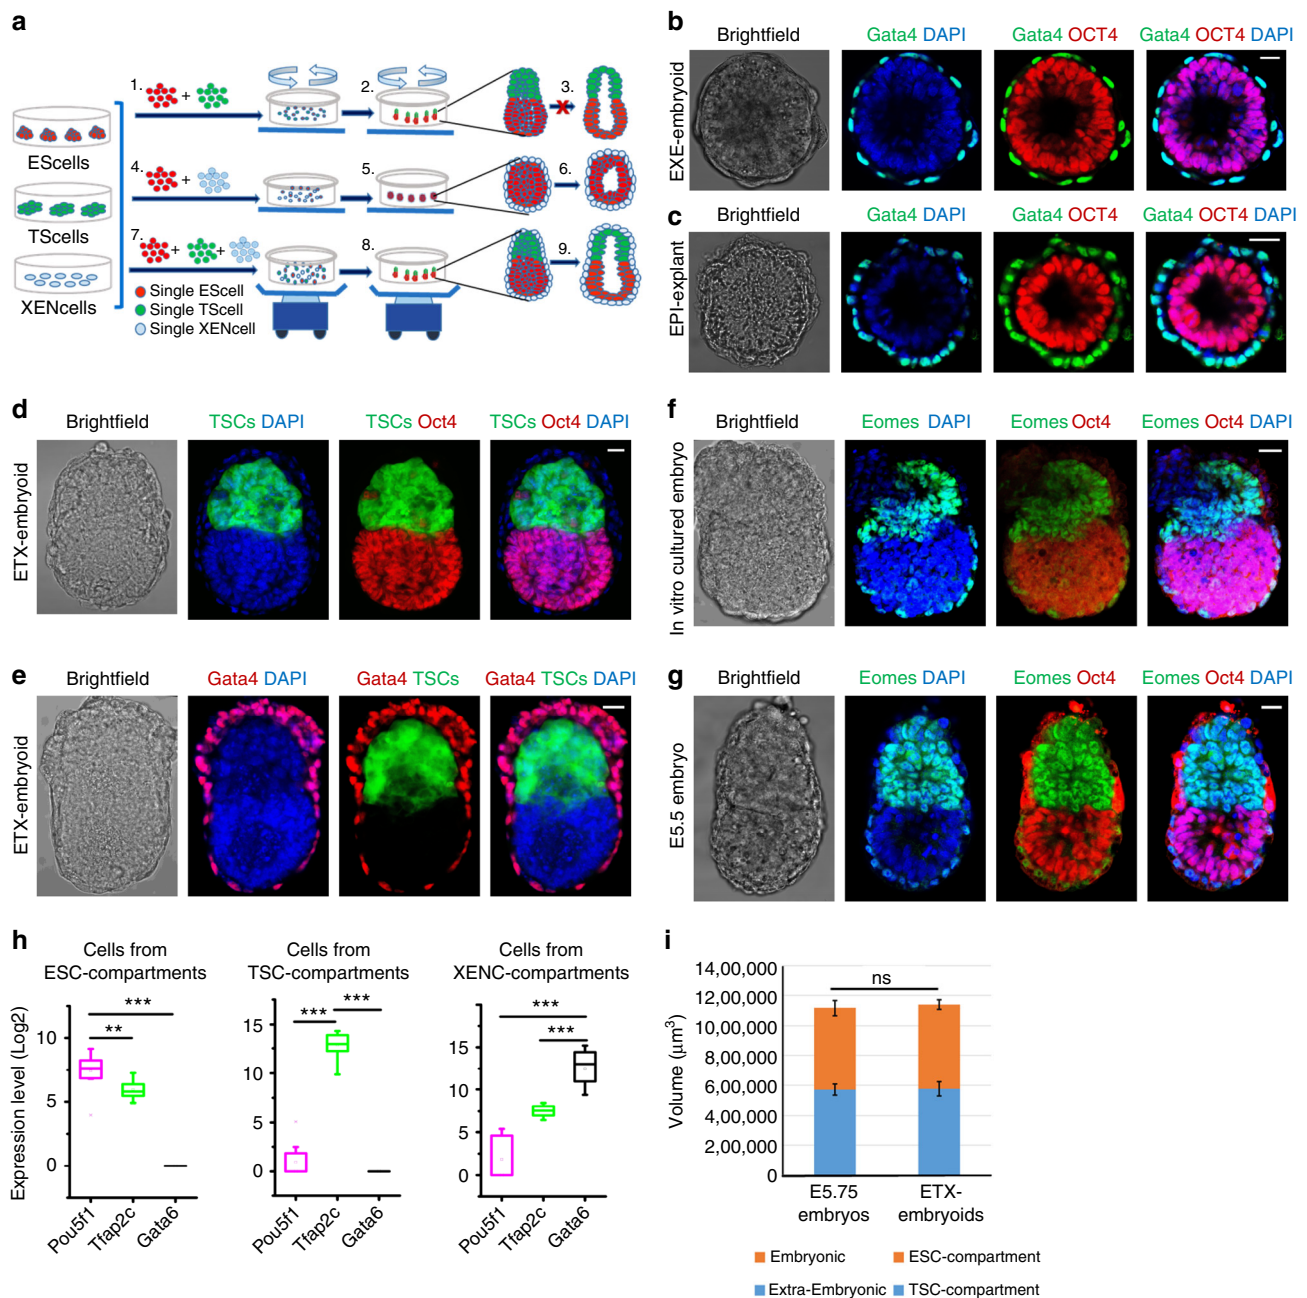 a
1.
+
2.
3.
EScells
4.
+
5.
6.
TScells
7.
+
+
8.
9.
XENcells
Single EScell
Single TScell
Single XENcell
b
Brightfield
Gata4 DAPI
Gata4 OCT4
Gata4 OCT4 DAPI
EXE-embryoid
c
Brightfield
Gata4 DAPI
Gata4 OCT4
Gata4 OCT4 DAPI
EPI-explant
d
Brightfield
TSCs DAPI
TSCs Oct4
TSCs Oct4 DAPI
ETX-embryoid
f
Brightfield
Eomes DAPI
Eomes Oct4
Eomes Oct4 DAPI
In vitro cultured embryo
e
Brightfield
Gata4 DAPI
Gata4 TSCs
Gata4 TSCs DAPI
ETX-embryoid
g
Brightfield
Eomes DAPI
Eomes Oct4
Eomes Oct4 DAPI
E5.5 embryo
h
Cells from
ESC-compartments
Expression level (Log2)
10
5
0
***
**
Pou5f1
Tfap2c
Gata6
Cells from
TSC-compartments
15
10
5
0
***
***
Pou5f1
Tfap2c
Gata6
Cells from
XENC-compartments
15
10
5
0
***
***
Pou5f1
Tfap2c
Gata6
i
Volume (µm³)
14,00,000
12,00,000
10,00,000
8,00,000
6,00,000
4,00,000
2,00,000
0
ns
E5.75
embryos
ETX-
embryoids
Embryonic
ESC-compartment
Extra-Embryonic
TSC-compartment